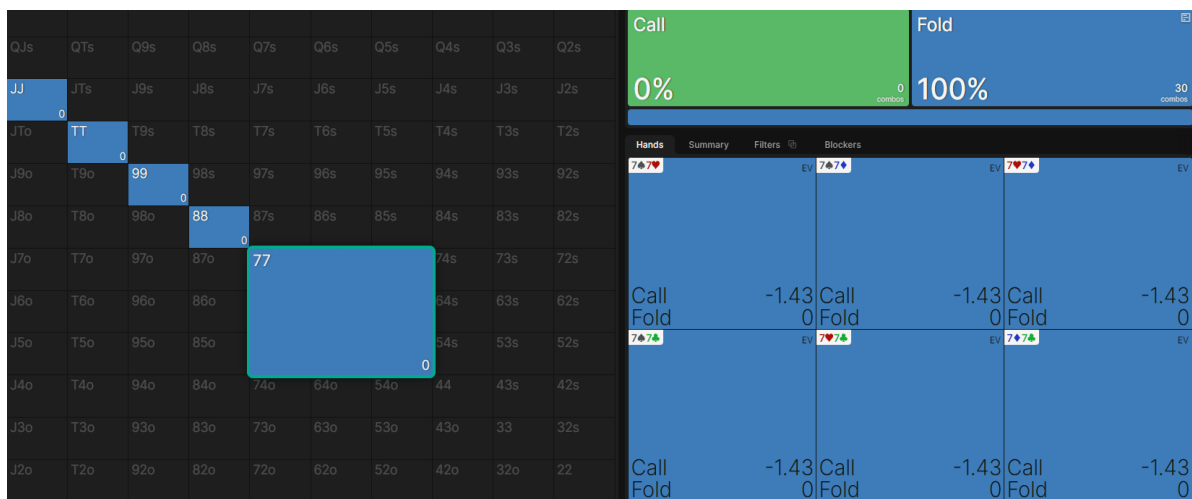 QJs QTs Q9s Q8s Q7s Q6s Q5s Q4s Q3s Q2s
JJ JTs J9s J8s J7s J6s J5s J4s J3s J2s
0
JTo TT T9s T8s T7s T6s T5s T4s T3s T2s
0
J9o T9o 99 98s 97s 96s 95s 94s 93s 92s
0
J8o T8o 98o 88 87s 86s 85s 84s 83s 82s
0
J7o T7o 97o 87o 77 74s 73s 72s
J6o T6o 96o 86o 64s 63s 62s
J5o T5o 95o 85o 54s 53s 52s
0
J4o T4o 94o 84o 74o 64o 54o 44 43s 42s
J3o T3o 93o 83o 73o 63o 53o 43o 33 32s
J2o T2o 92o 82o 72o 62o 52o 42o 32o 22
Call
0%
0
combos
Fold
100%
30
combos
Hands Summary Filters Blockers
7♠7♥ EV 7♠7♦ EV 7♥7♦ EV
Call -1.43 Call -1.43 Call -1.43
Fold 0 Fold 0 Fold 0
7♠7♣ EV 7♥7♣ EV 7♦7♣ EV
Call -1.43 Call -1.43 Call -1.43
Fold 0 Fold 0 Fold 0